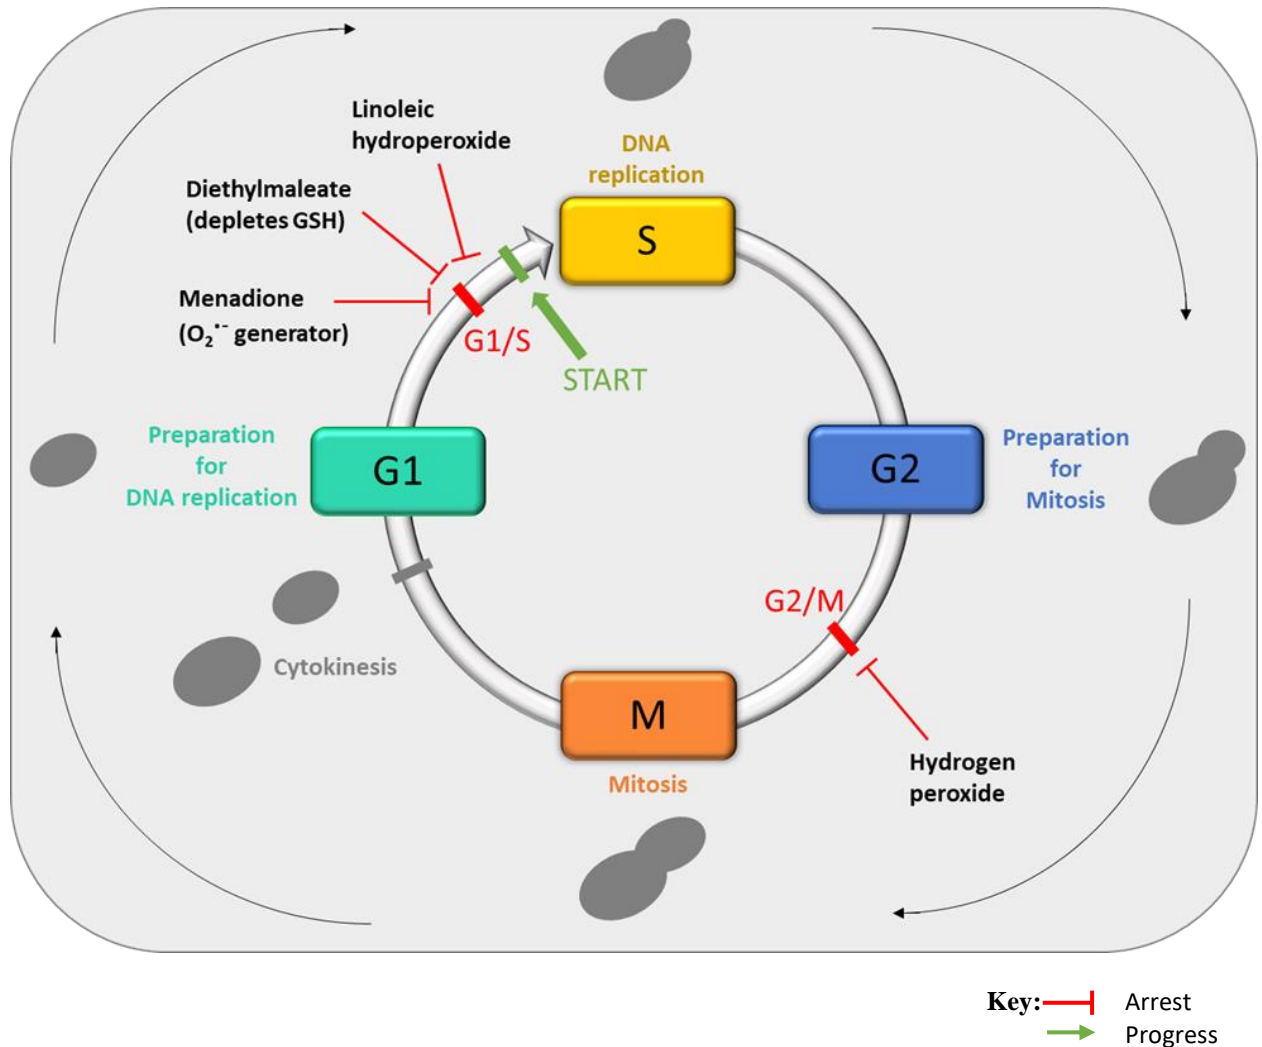 Linoleic
hydroperoxide
DNA
replication
Diethylmaleate
(depletes GSH)
S
Menadione
(O₂˙⁻ generator)
G1/S
START
Preparation
for
DNA replication
G1
G2
Preparation
for
Mitosis
G2/M
Cytokinesis
M
Mitosis
Hydrogen
peroxide
Key: Arrest
Progress